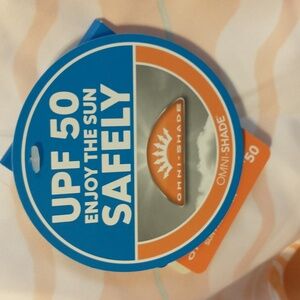 UPF 50
ENJOY THE SUN
SAFELY
OMNI-SHADE
OMNI-SHADE
50